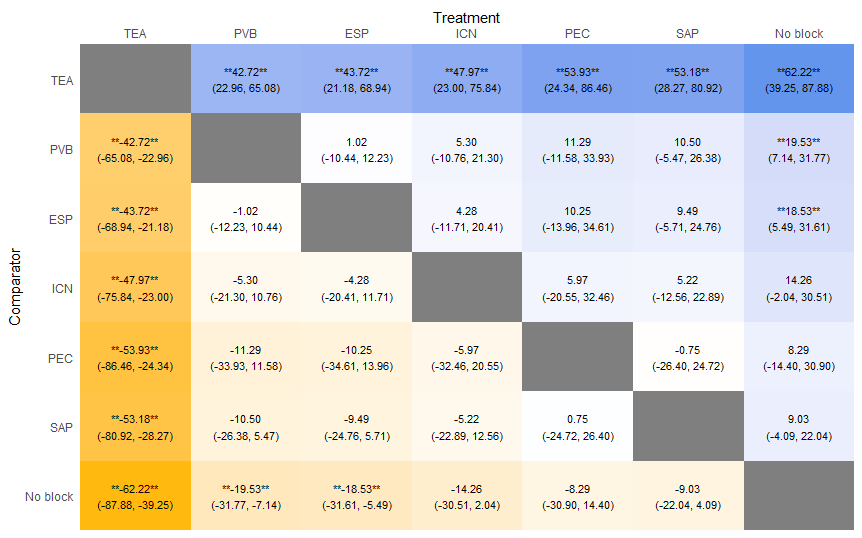 Treatment
TEA PVB ESP ICN PEC SAP No block
Comparator
TEA **42.72** **43.72** **47.97** **53.93** **53.18** **62.22**
(22.96, 65.08) (21.18, 68.94) (23.00, 75.84) (24.34, 86.46) (28.27, 80.92) (39.25, 87.88)
PVB **-42.72** 1.02 5.30 11.29 10.50 **19.53**
(-65.08, -22.96) (-10.44, 12.23) (-10.76, 21.30) (-11.58, 33.93) (-5.47, 26.38) (7.14, 31.77)
ESP **-43.72** -1.02 4.28 10.25 9.49 **18.53**
(-68.94, -21.18) (-12.23, 10.44) (-11.71, 20.41) (-13.96, 34.61) (-5.71, 24.76) (5.49, 31.61)
ICN **-47.97** -5.30 -4.28 5.97 5.22 14.26
(-75.84, -23.00) (-21.30, 10.76) (-20.41, 11.71) (-20.55, 32.46) (-12.56, 22.89) (-2.04, 30.51)
PEC **-53.93** -11.29 -10.25 -5.97 -0.75 8.29
(-86.46, -24.34) (-33.93, 11.58) (-34.61, 13.96) (-32.46, 20.55) (-26.40, 24.72) (-14.40, 30.90)
SAP **-53.18** -10.50 -9.49 -5.22 0.75 9.03
(-80.92, -28.27) (-26.38, 5.47) (-24.76, 5.71) (-22.89, 12.56) (-24.72, 26.40) (-4.09, 22.04)
No block **-62.22** **-19.53** **-18.53** -14.26 -8.29 -9.03
(-87.88, -39.25) (-31.77, -7.14) (-31.61, -5.49) (-30.51, 2.04) (-30.90, 14.40) (-22.04, 4.09)